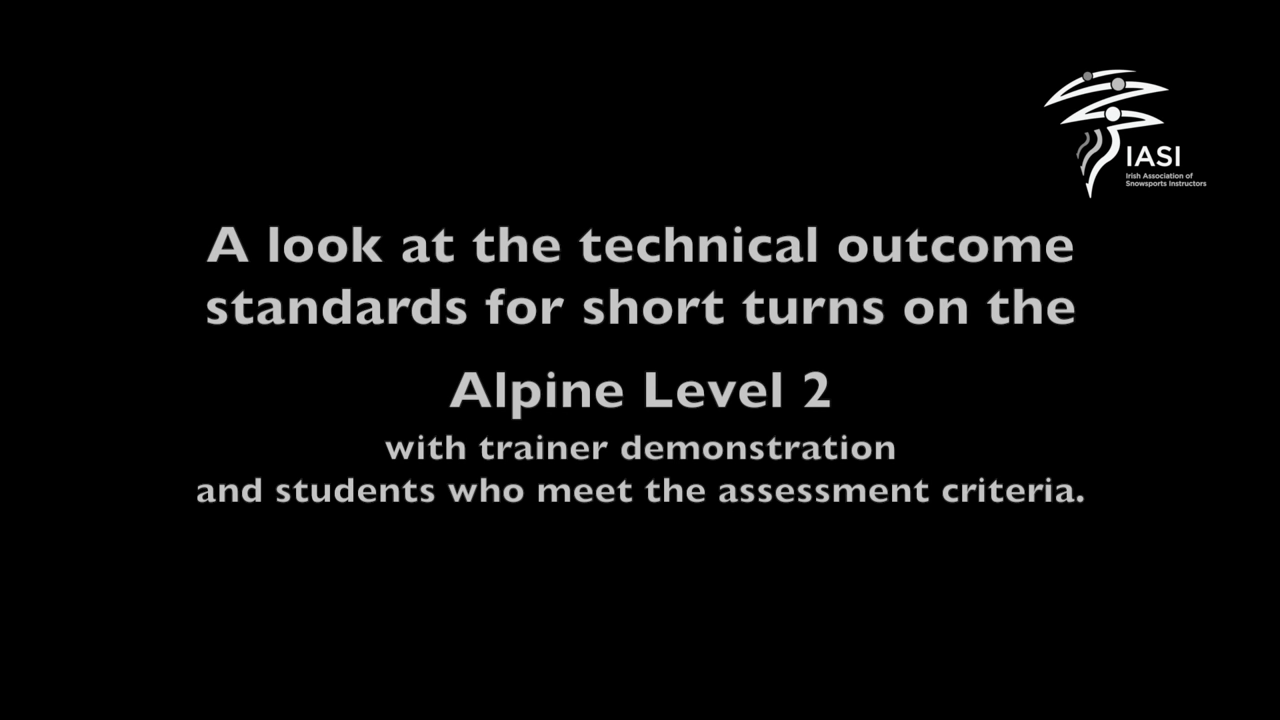 IASI
Irish Association of
Snowsports Instructors
A look at the technical outcome
standards for short turns on the
Alpine Level 2
with trainer demonstration
and students who meet the assessment criteria.